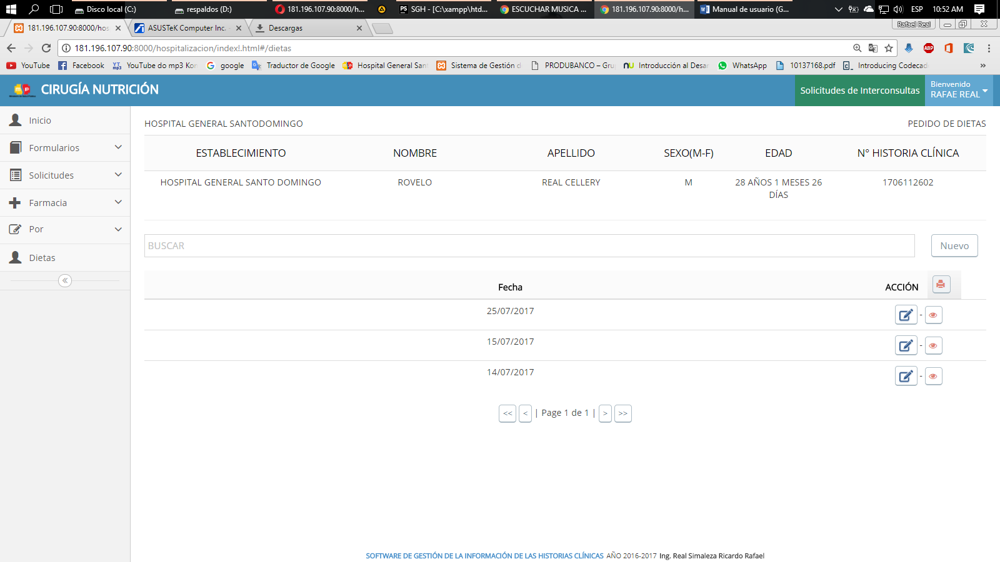 Disco local (C:) respaldos (D:) 181.196.107.90:8000/h... SGH - [C:\xampp\htd... ESCUCHAR MUSICA ... 181.196.107.90:8000/h... Manual de usuario (G... ESP 10:52 AM
181.196.107.90:8000/hos ASUSTeK Computer Inc. - Descargas Rafael Real
181.196.107.90:8000/hospitalizacion/index!.html#/dietas ABP
YouTube Facebook YouTube do mp3 Kon google Traductor de Google Hospital General San Sistema de Gestión d PRODUBANCO – Gru Introducción al Desar WhatsApp 10137168.pdf Introducing Codecad »
CIRUGÍA NUTRICIÓN Solicitudes de Interconsultas Bienvenido
RAFAE REAL
Inicio
Formularios
Solicitudes
Farmacia
Por
Dietas
HOSPITAL GENERAL SANTODOMINGO PEDIDO DE DIETAS
ESTABLECIMIENTO NOMBRE APELLIDO SEXO(M-F) EDAD N° HISTORIA CLÍNICA
HOSPITAL GENERAL SANTO DOMINGO ROVELO REAL CELLERY M 28 AÑOS 1 MESES 26 1706112602
DÍAS
BUSCAR Nuevo
Fecha ACCIÓN
25/07/2017 -
15/07/2017 -
14/07/2017 -
<< < | Page 1 de 1 | > >>
SOFTWARE DE GESTIÓN DE LA INFORMACIÓN DE LAS HISTORIAS CLÍNICAS AÑO 2016-2017 Ing. Real Simaleza Ricardo Rafael